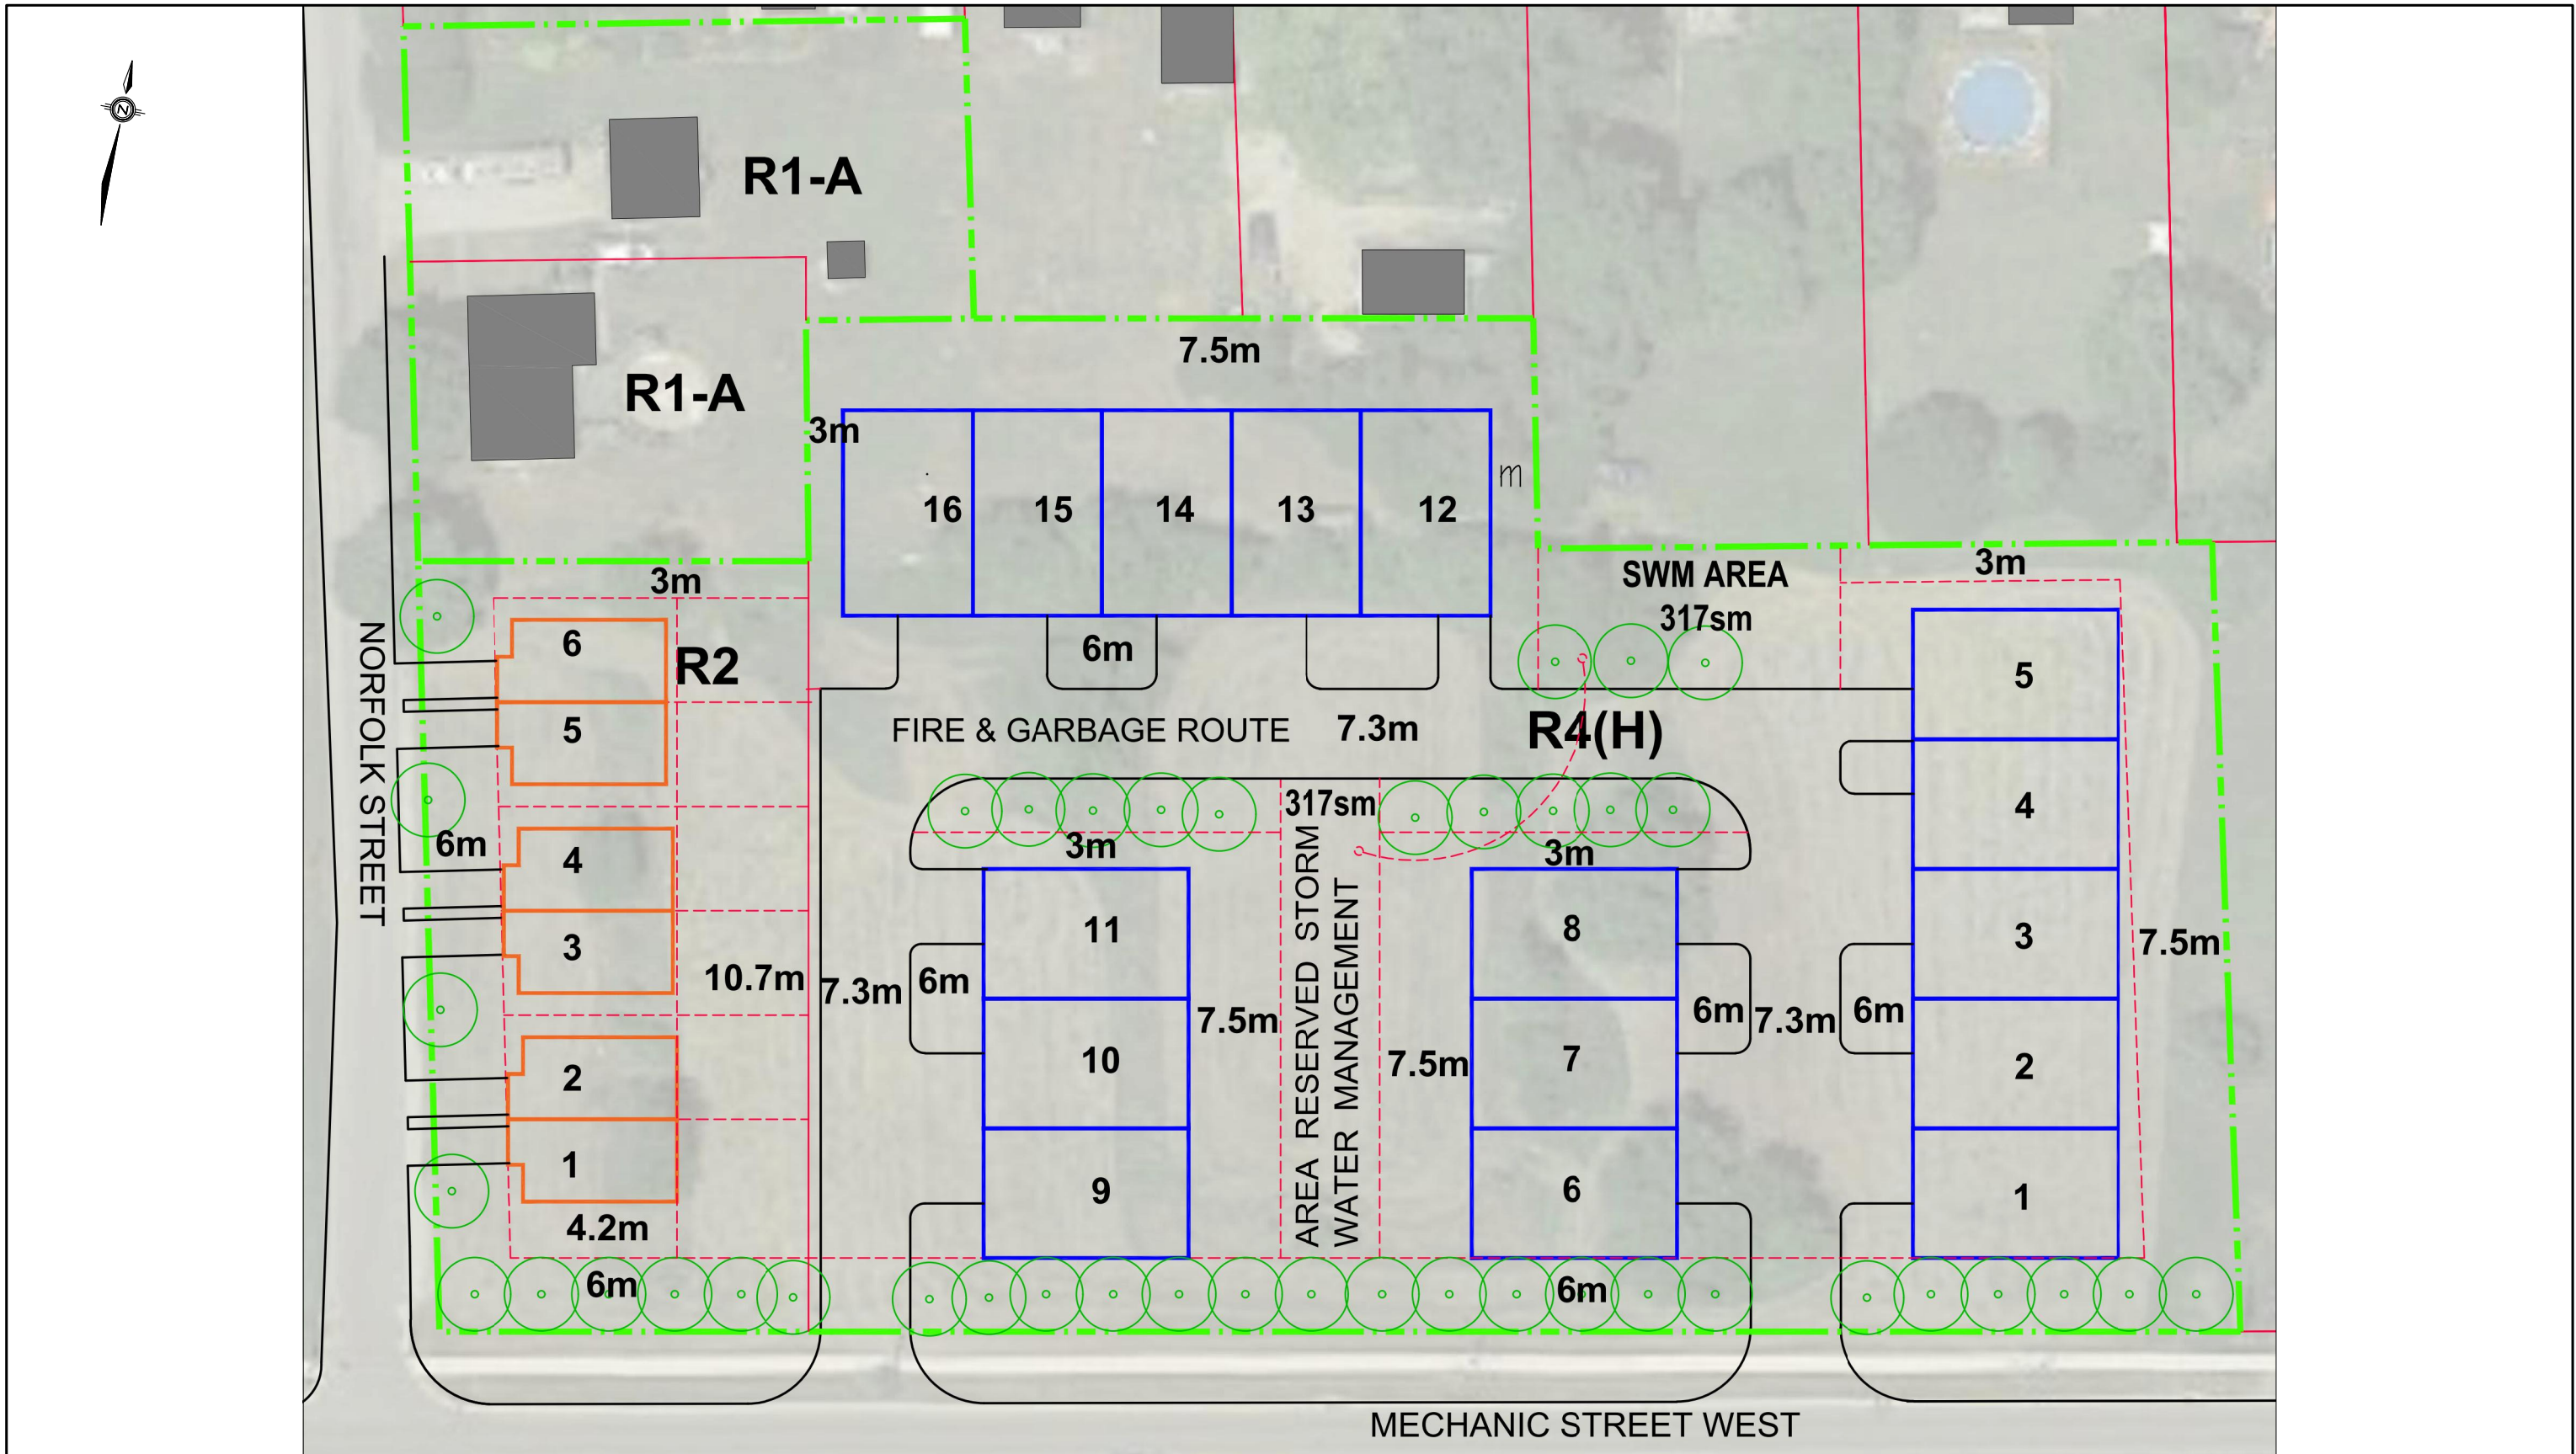 N
R1-A
R1-A
7.5m
3m
m
16
15
14
13
12
3m
SWM AREA
317sm
3m
6
R2
6m
5
5
FIRE & GARBAGE ROUTE
7.3m
R4(H)
NORFOLK STREET
6m
4
3
2
1
4.2m
6m
10.7m
7.3m
6m
3m
11
10
9
7.5m
317sm
AREA RESERVED STORM
WATER MANAGEMENT
7.5m
3m
8
7
6
6m
7.3m
6m
4
3
2
1
7.5m
6m
MECHANIC STREET WEST